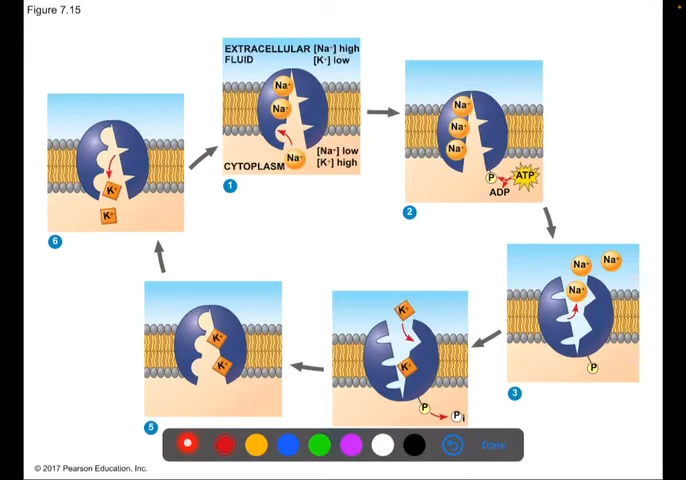 Figure 7.15
EXTRACELLULAR [Na⁺] high
FLUID [K⁺] low
Na⁺
Na⁺
Na⁺
[Na⁺] low
CYTOPLASM [K⁺] high
1
Na⁺
Na⁺
Na⁺
P
ATP
ADP
2
Na⁺
Na⁺
Na⁺
P
3
K⁺
K⁺
P
Pi
K⁺
K⁺
5
K⁺
K⁺
6
Done
© 2017 Pearson Education, Inc.